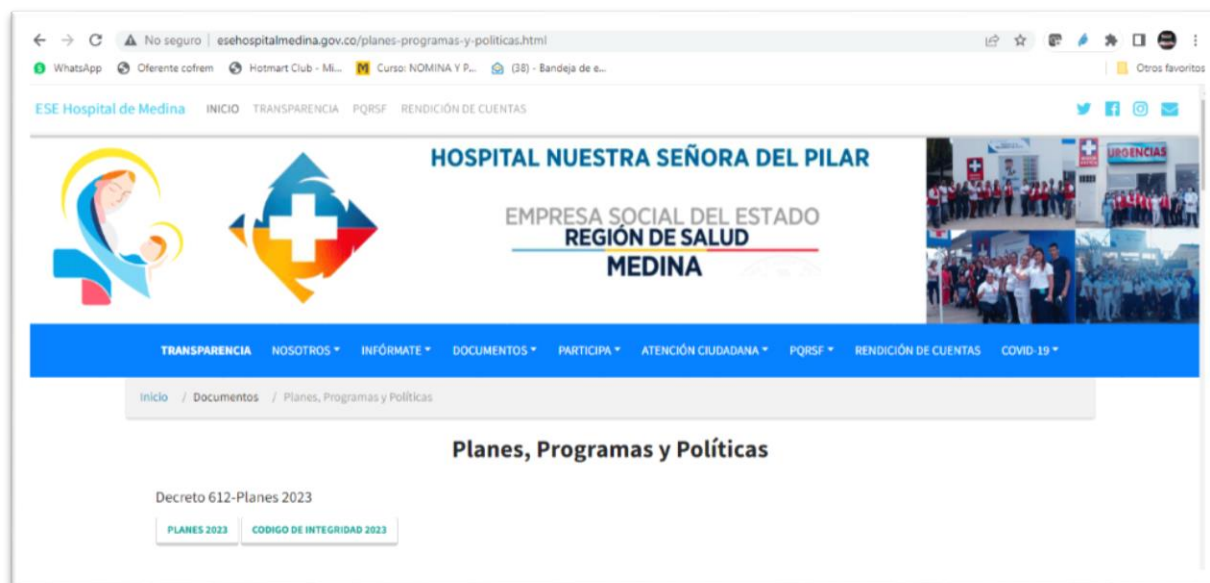 No seguro | esehospitalmedina.gov.co/planes-programas-y-politicas.html
WhatsApp Oferente cofrem Hotmart Club - Mi... Curso: NOMINA Y P... (38) - Bandeja de e... Otros favoritos
ESE Hospital de Medina INICIO TRANSPARENCIA PQRSF RENDICIÓN DE CUENTAS
HOSPITAL NUESTRA SEÑORA DEL PILAR
EMPRESA SOCIAL DEL ESTADO
REGIÓN DE SALUD
MEDINA
URGENCIAS
TRANSPARENCIA NOSOTROS INFÓRMATE DOCUMENTOS PARTICIPA ATENCIÓN CIUDADANA PQRSF RENDICIÓN DE CUENTAS COVID-19
Inicio / Documentos / Planes, Programas y Políticas
Planes, Programas y Políticas
Decreto 612-Planes 2023
PLANES 2023 CODIGO DE INTEGRIDAD 2023